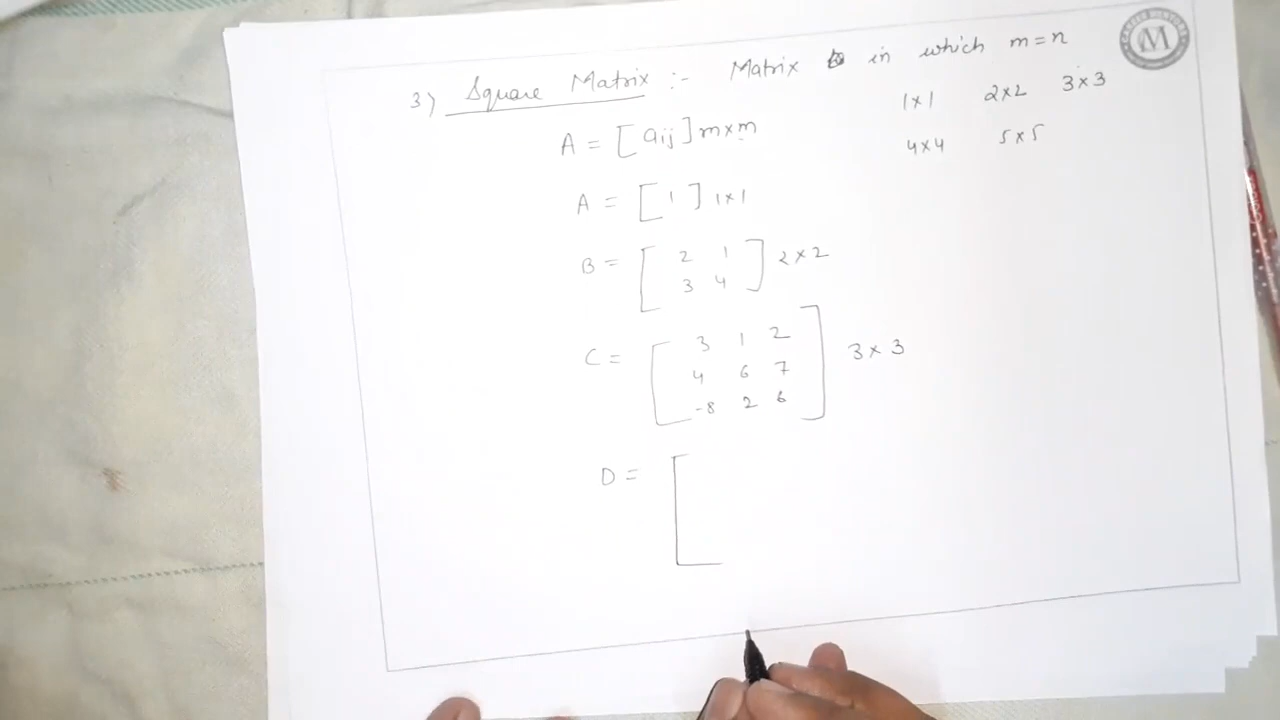 3) Square Matrix :- Matrix in which m=n
1×1 2×2 3×3
4×4 5×5
A = [aij] m×m
A = [ 1 ] 1×1
B = [ 2 1
3 4 ] 2×2
C = [ 3 1 2
4 6 7
-8 2 6 ] 3×3
D = [
M